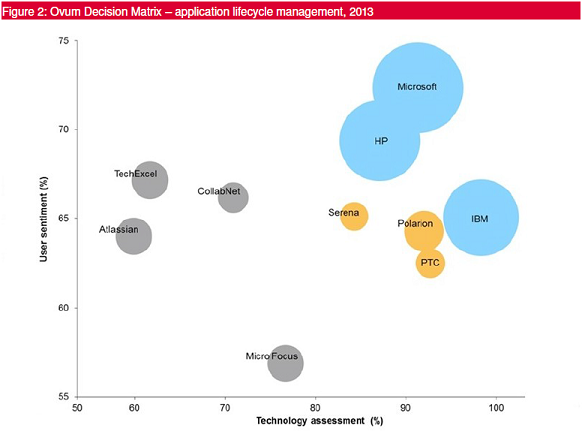 Figure 2: Ovum Decision Matrix – application lifecycle management, 2013
75
Microsoft
70
HP
TechExcel
CollabNet
User sentiment (%)
65
Serena
Polarion
IBM
Atlassian
PTC
60
Micro Focus
55
50 60 70 80 90 100
Technology assessment (%)